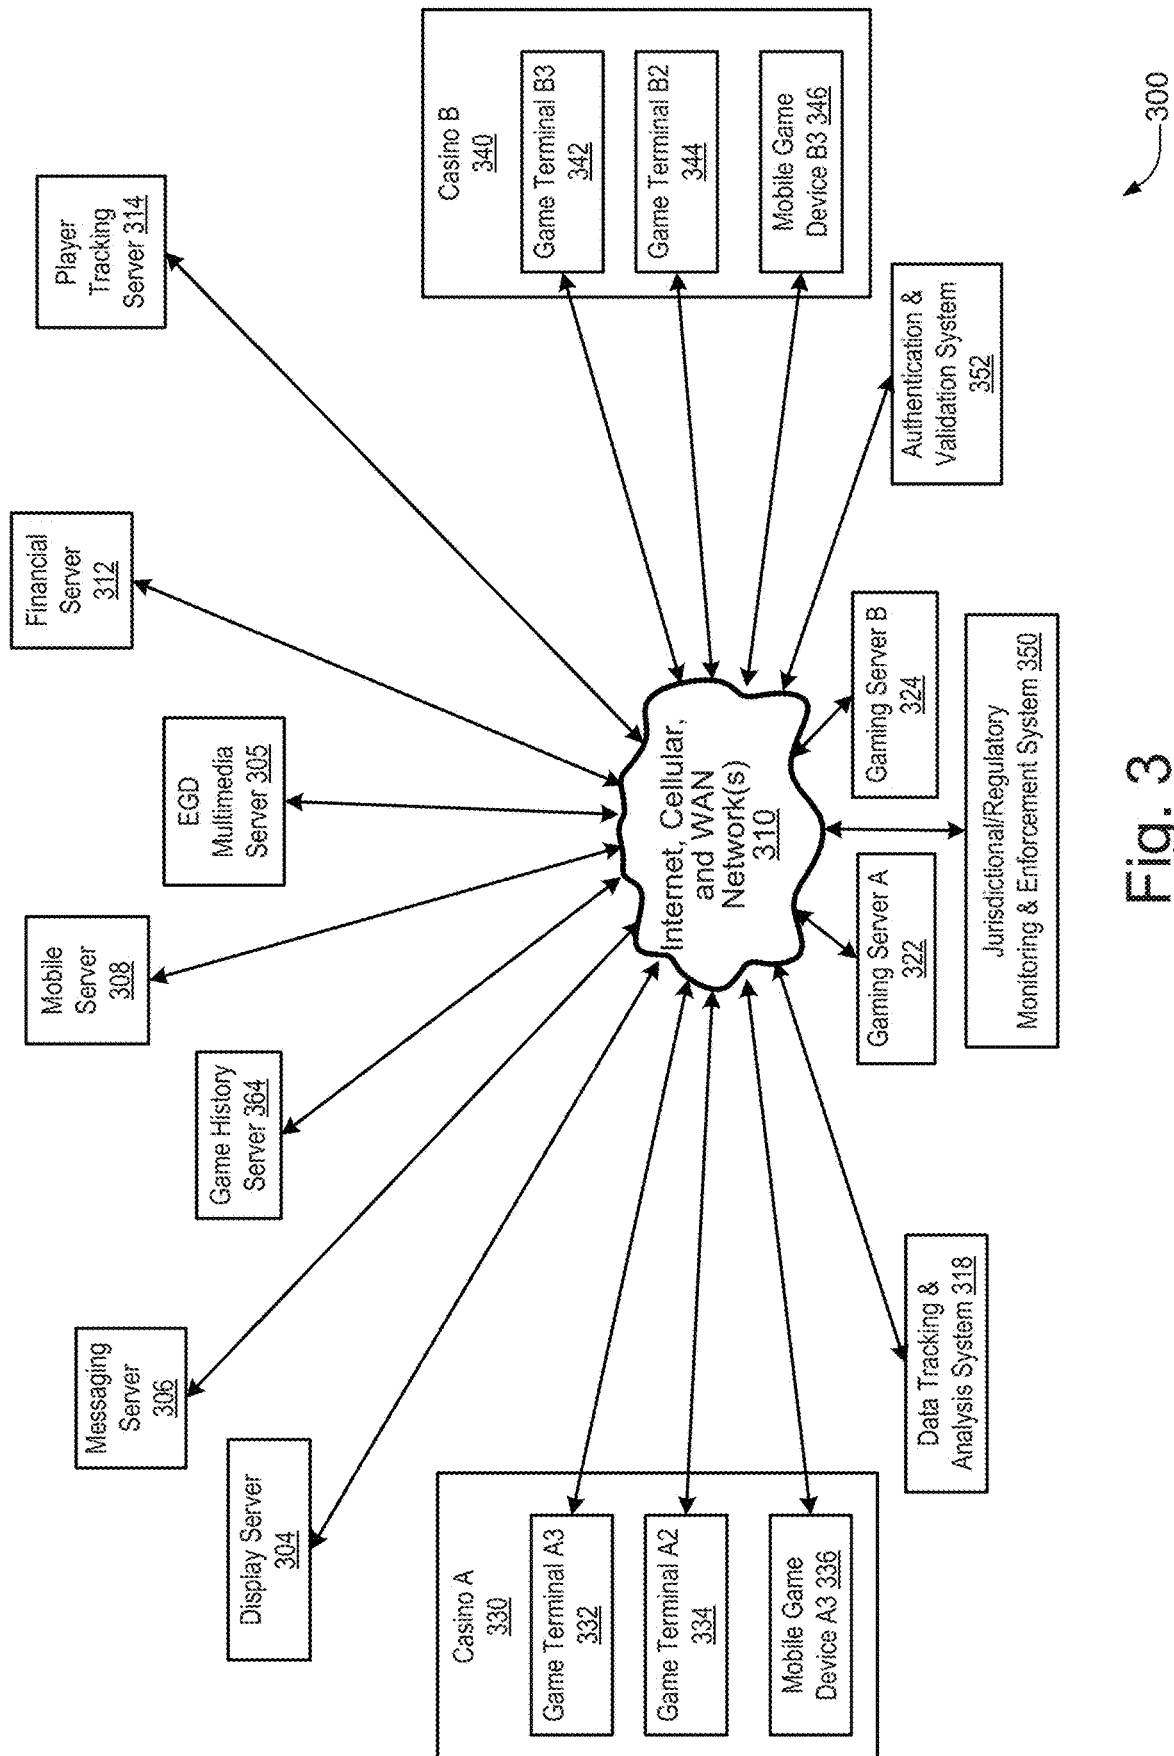 Messaging
Server
306
Mobile
Server
308
Financial
Server
312
Player
Tracking
Server 314
Display Server
304
Game History
Server 364
EGD
Multimedia
Server 305
Casino A
330
Game Terminal A3
332
Game Terminal A2
334
Mobile Game
Device A3 336
Internet, Cellular,
and WAN
Network(s)
310
Casino B
340
Game Terminal B3
342
Game Terminal B2
344
Mobile Game
Device B3 346
Data Tracking &
Analysis System 318
Gaming Server A
322
Gaming Server B
324
Authentication &
Validation System
352
Jurisdictional/Regulatory
Monitoring & Enforcement System 350
300
Fig. 3